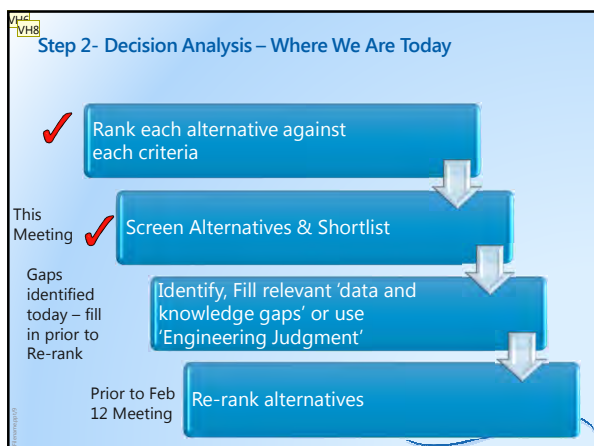 VH8
Step 2- Decision Analysis – Where We Are Today
Rank each alternative against
each criteria
This
Meeting
Screen Alternatives & Shortlist
Gaps
identified
today – fill
in prior to
Re-rank
Identify, Fill relevant ‘data and
knowledge gaps’ or use
‘Engineering Judgment’
Prior to Feb
12 Meeting
Re-rank alternatives